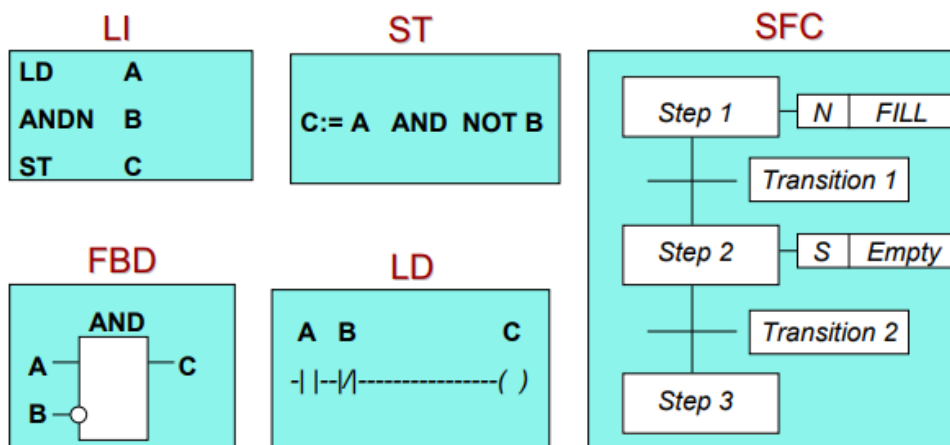 LI
LD A
ANDN B
ST C
ST
C:= A AND NOT B
SFC
Step 1
N FILL
Transition 1
Step 2
S Empty
Transition 2
Step 3
FBD
AND
A
C
B
LD
A B C
-| |--|/|----------------( )